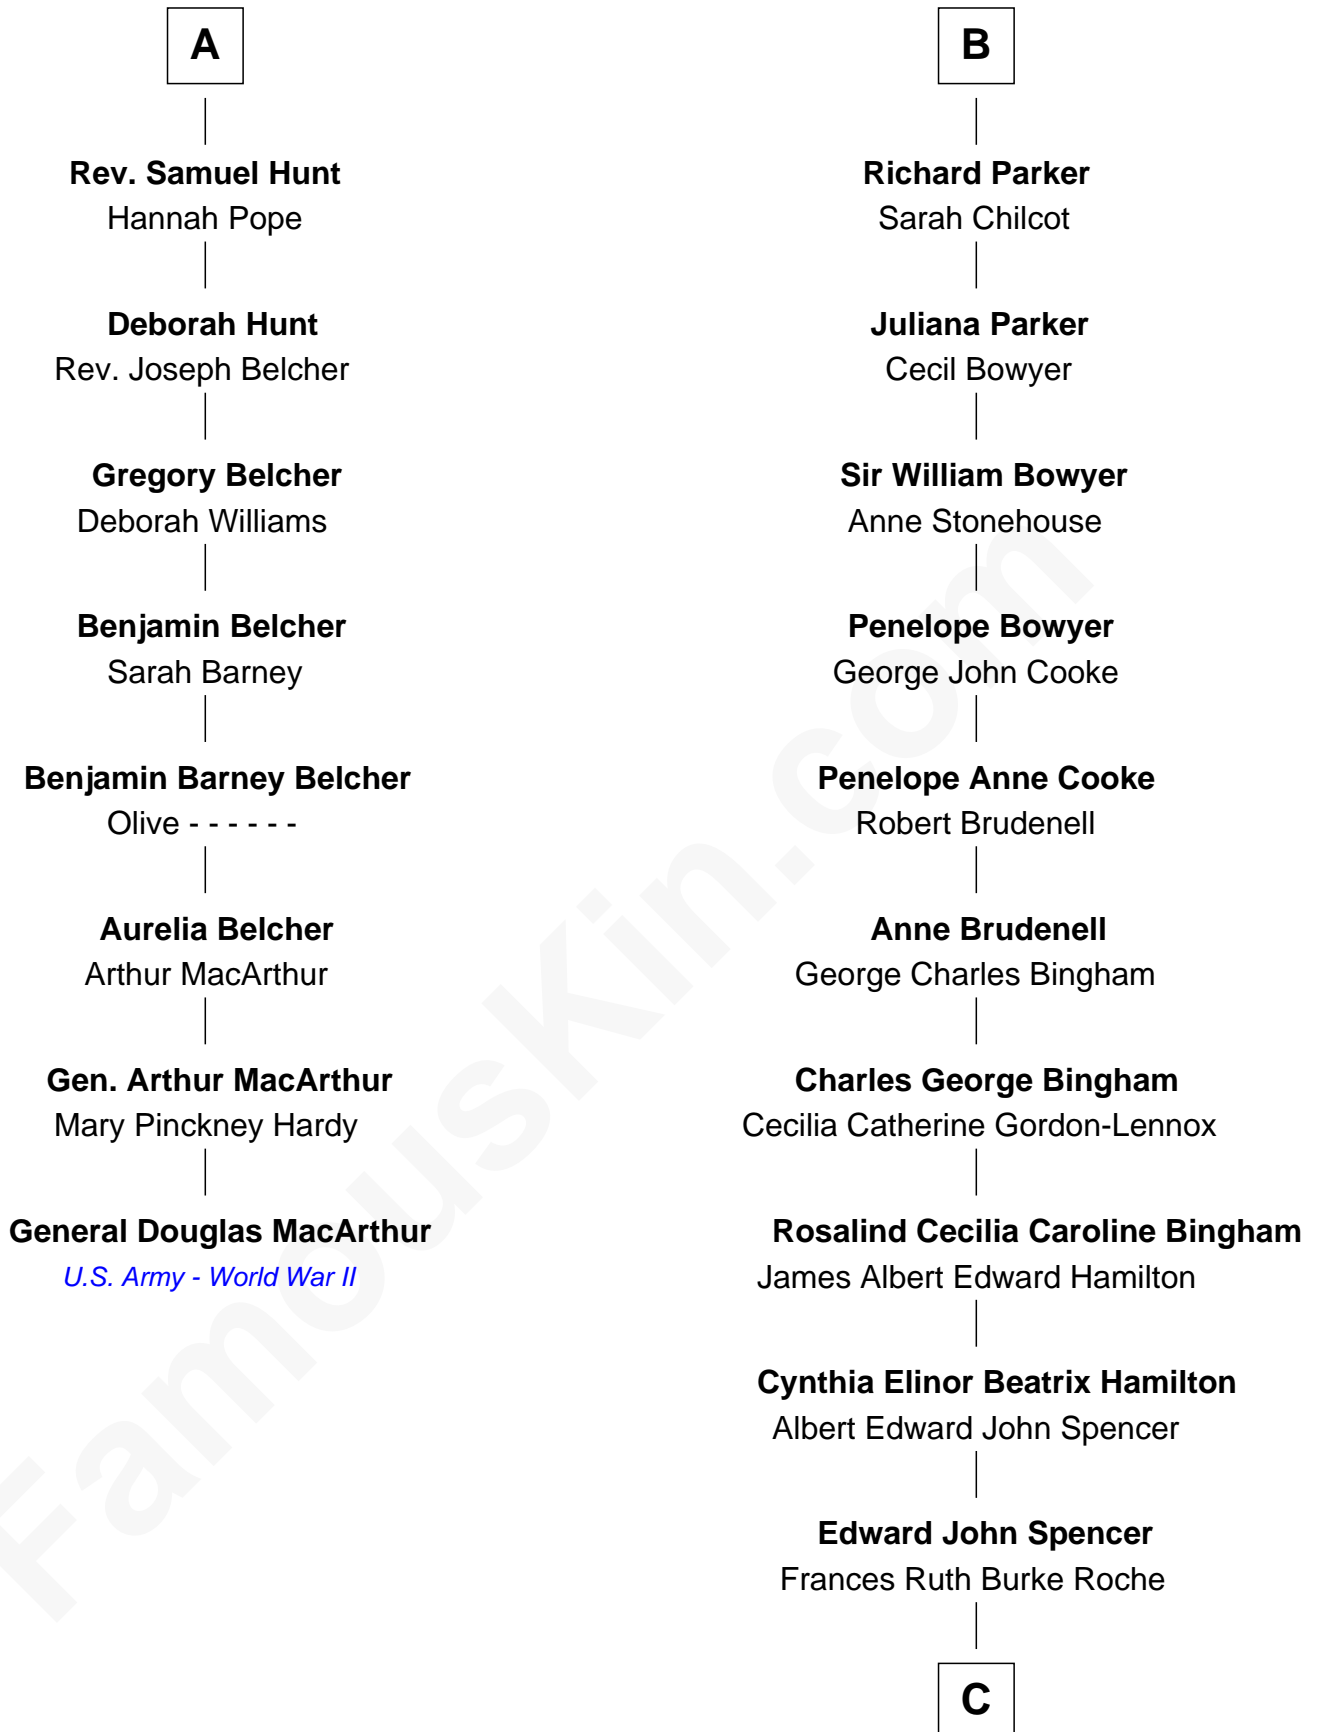 A
Rev. Samuel Hunt
Hannah Pope
Deborah Hunt
Rev. Joseph Belcher
Gregory Belcher
Deborah Williams
Benjamin Belcher
Sarah Barney
Benjamin Barney Belcher
Olive - - - - - -
Aurelia Belcher
Arthur MacArthur
Gen. Arthur MacArthur
Mary Pinckney Hardy
General Douglas MacArthur
U.S. Army - World War II
B
Richard Parker
Sarah Chilcot
Juliana Parker
Cecil Bowyer
Sir William Bowyer
Anne Stonehouse
Penelope Bowyer
George John Cooke
Penelope Anne Cooke
Robert Brudenell
Anne Brudenell
George Charles Bingham
Charles George Bingham
Cecilia Catherine Gordon-Lennox
Rosalind Cecilia Caroline Bingham
James Albert Edward Hamilton
Cynthia Elinor Beatrix Hamilton
Albert Edward John Spencer
Edward John Spencer
Frances Ruth Burke Roche
C
FamousKin.com